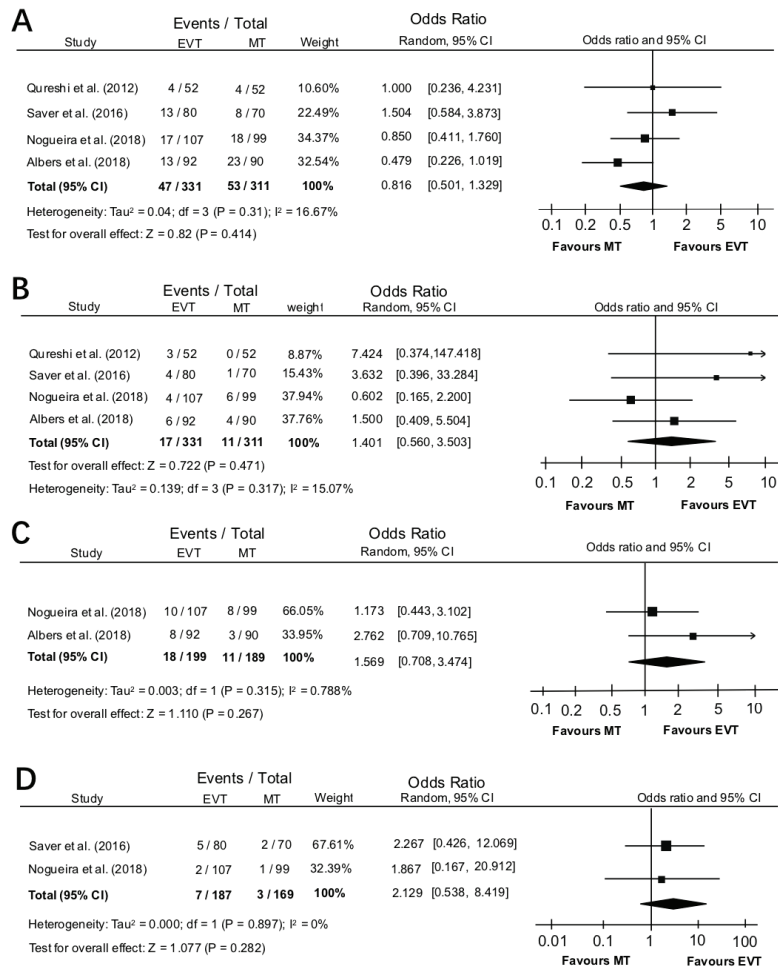 A
Events / Total Odds Ratio
Study EVT MT Weight Random, 95% CI Odds ratio and 95% CI
Qureshi et al. (2012) 4 / 52 4 / 52 10.60% 1.000 [0.236, 4.231]
Saver et al. (2016) 13 / 80 8 / 70 22.49% 1.504 [0.584, 3.873]
Nogueira et al. (2018) 17 / 107 18 / 99 34.37% 0.850 [0.411, 1.760]
Albers et al. (2018) 13 / 92 23 / 90 32.54% 0.479 [0.226, 1.019]
Total (95% CI) 47 / 331 53 / 311 100% 0.816 [0.501, 1.329]
Heterogeneity: Tau² = 0.04; df = 3 (P = 0.31); I² = 16.67%
Test for overall effect: Z = 0.82 (P = 0.414)
0.1 0.2 0.5 1 2 5 10
Favours MT Favours EVT
B
Events / Total Odds Ratio
Study EVT MT weight Random, 95% CI Odds ratio and 95% CI
Qureshi et al. (2012) 3 / 52 0 / 52 8.87% 7.424 [0.374,147.418]
Saver et al. (2016) 4 / 80 1 / 70 15.43% 3.632 [0.396, 33.284]
Nogueira et al. (2018) 4 / 107 6 / 99 37.94% 0.602 [0.165, 2.200]
Albers et al. (2018) 6 / 92 4 / 90 37.76% 1.500 [0.409, 5.504]
Total (95% CI) 17 / 331 11 / 311 100% 1.401 [0.560, 3.503]
Test for overall effect: Z = 0.722 (P = 0.471)
Heterogeneity: Tau² = 0.139; df = 3 (P = 0.317); I² = 15.07%
0.1 0.2 0.5 1 2 5 10
Favours MT Favours EVT
C
Events / Total Odds Ratio
Study EVT MT Weight Random, 95% CI Odds ratio and 95% CI
Nogueira et al. (2018) 10 / 107 8 / 99 66.05% 1.173 [0.443, 3.102]
Albers et al. (2018) 8 / 92 3 / 90 33.95% 2.762 [0.709, 10.765]
Total (95% CI) 18 / 199 11 / 189 100% 1.569 [0.708, 3.474]
Heterogeneity: Tau² = 0.003; df = 1 (P = 0.315); I² = 0.788%
Test for overall effect: Z = 1.110 (P = 0.267)
0.1 0.2 0.5 1 2 5 10
Favours MT Favours EVT
D
Events / Total Odds Ratio
Study EVT MT Weight Random, 95% CI Odds ratio and 95% CI
Saver et al. (2016) 5 / 80 2 / 70 67.61% 2.267 [0.426, 12.069]
Nogueira et al. (2018) 2 / 107 1 / 99 32.39% 1.867 [0.167, 20.912]
Total (95% CI) 7 / 187 3 / 169 100% 2.129 [0.538, 8.419]
Heterogeneity: Tau² = 0.000; df = 1 (P = 0.897); I² = 0%
Test for overall effect: Z = 1.077 (P = 0.282)
0.01 0.1 1 10 100
Favours MT Favours EVT